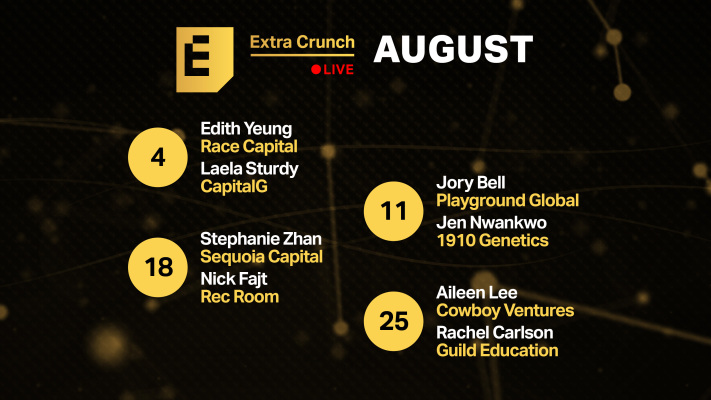 É
Extra Crunch
LIVE
AUGUST
4
Edith Yeung
Race Capital
Laela Sturdy
CapitalG
11
Jory Bell
Playground Global
Jen Nwankwo
1910 Genetics
18
Stephanie Zhan
Sequoia Capital
Nick Fajt
Rec Room
25
Aileen Lee
Cowboy Ventures
Rachel Carlson
Guild Education